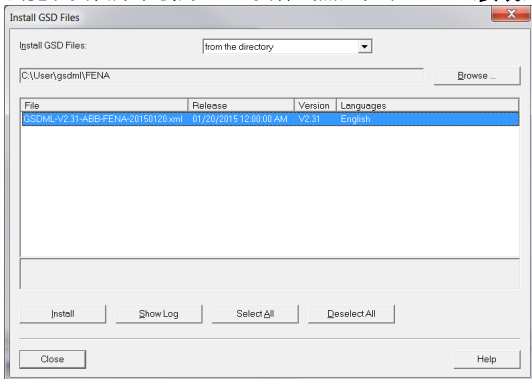 Install GSD Files
Install GSD Files:
from the directory
C:\User\gsdml\FENA
Browse ...
File Release Version Languages
GSDML-V2.31-ABB-FENA-20150120.xml 01/20/2015 12:00:00 AM V2.31 English
Install Show Log Select All Deselect All
Close Help